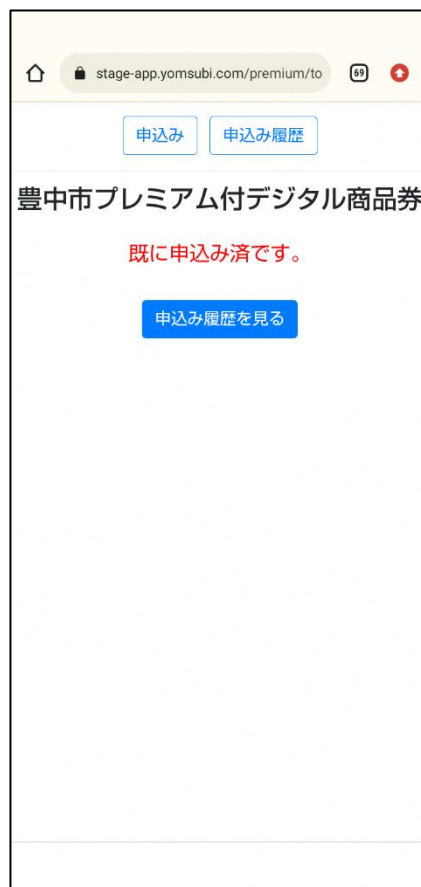 stage-app.yomsubi.com/premium/to
69
申込み
申込み履歴
豊中市プレミアム付デジタル商品券
既に申込み済です。
申込み履歴を見る